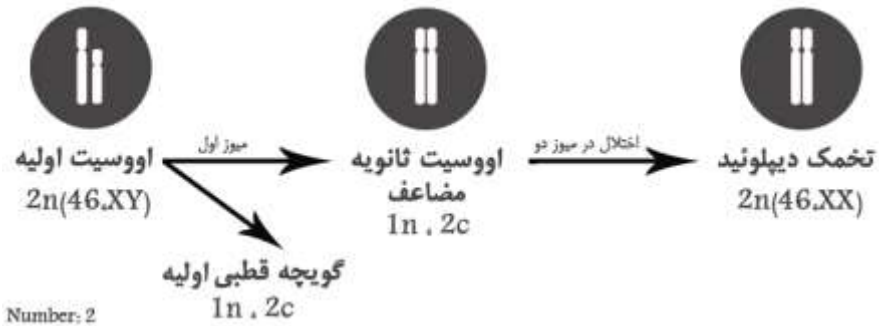 میوز اول
اختلال در میوز دو
اووسیت اولیه
2n(46,XY)
اووسیت ثانویه
مضاعف
1n , 2c
تخمک دیپلوئید
2n(46,XX)
گویچه قطبی اولیه
1n , 2c
Number: 2